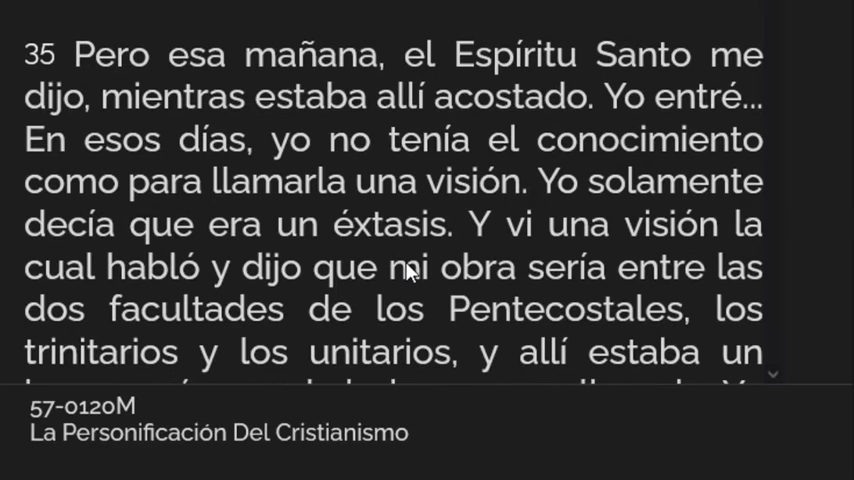 35 Pero esa mañana, el Espíritu Santo me
dijo, mientras estaba allí acostado. Yo entré...
En esos días, yo no tenía el conocimiento
como para llamarla una visión. Yo solamente
decía que era un éxtasis. Y vi una visión la
cual habló y dijo que mi obra sería entre las
dos facultades de los Pentecostales, los
trinitarios y los unitarios, y allí estaba un
57-0120M
La Personificación Del Cristianismo